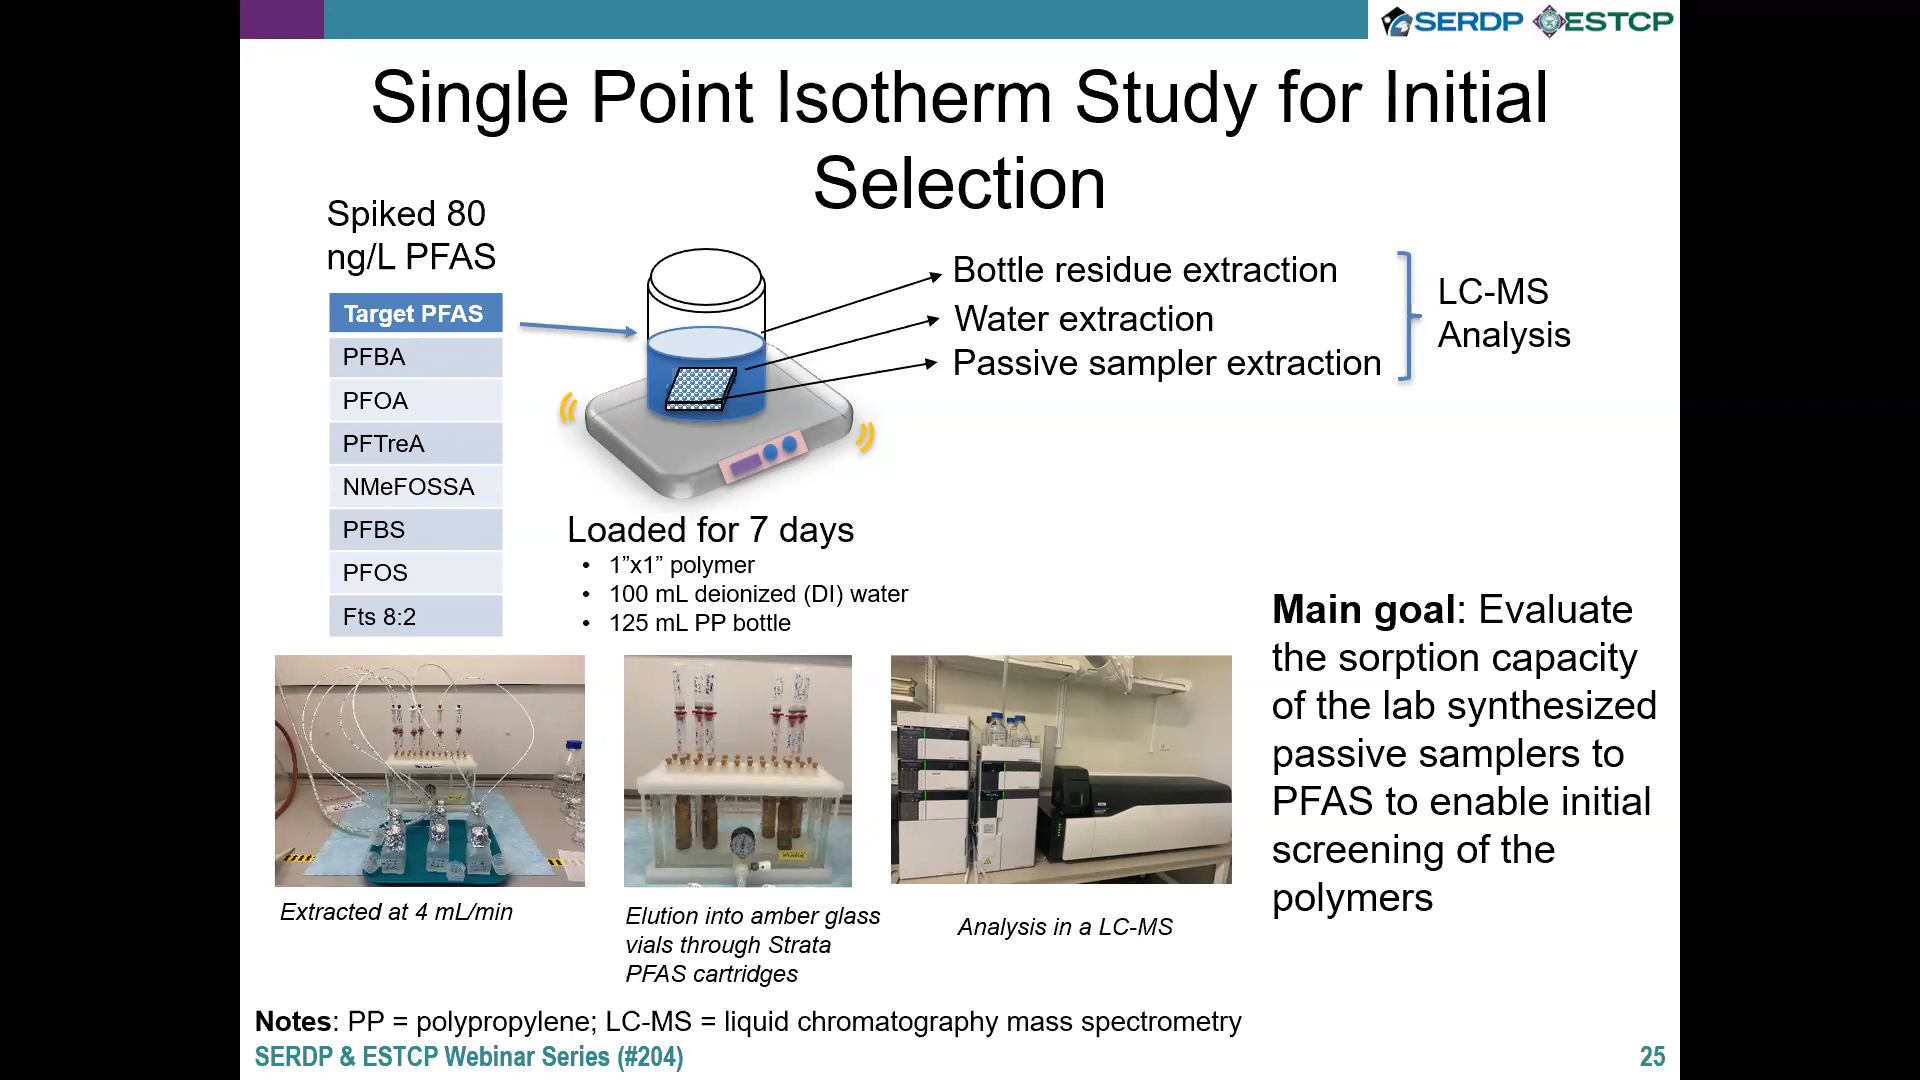 SERDP ESTCP
Single Point Isotherm Study for Initial
Selection
Spiked 80
ng/L PFAS
Target PFAS
PFBA
PFOA
PFTreA
NMeFOSSA
PFBS
PFOS
Fts 8:2
Bottle residue extraction
Water extraction
Passive sampler extraction
LC-MS
Analysis
Loaded for 7 days
• 1”x1” polymer
• 100 mL deionized (DI) water
• 125 mL PP bottle
Main goal: Evaluate
the sorption capacity
of the lab synthesized
passive samplers to
PFAS to enable initial
screening of the
polymers
Extracted at 4 mL/min
Elution into amber glass
vials through Strata
PFAS cartridges
Analysis in a LC-MS
Notes: PP = polypropylene; LC-MS = liquid chromatography mass spectrometry
SERDP & ESTCP Webinar Series (#204)
25